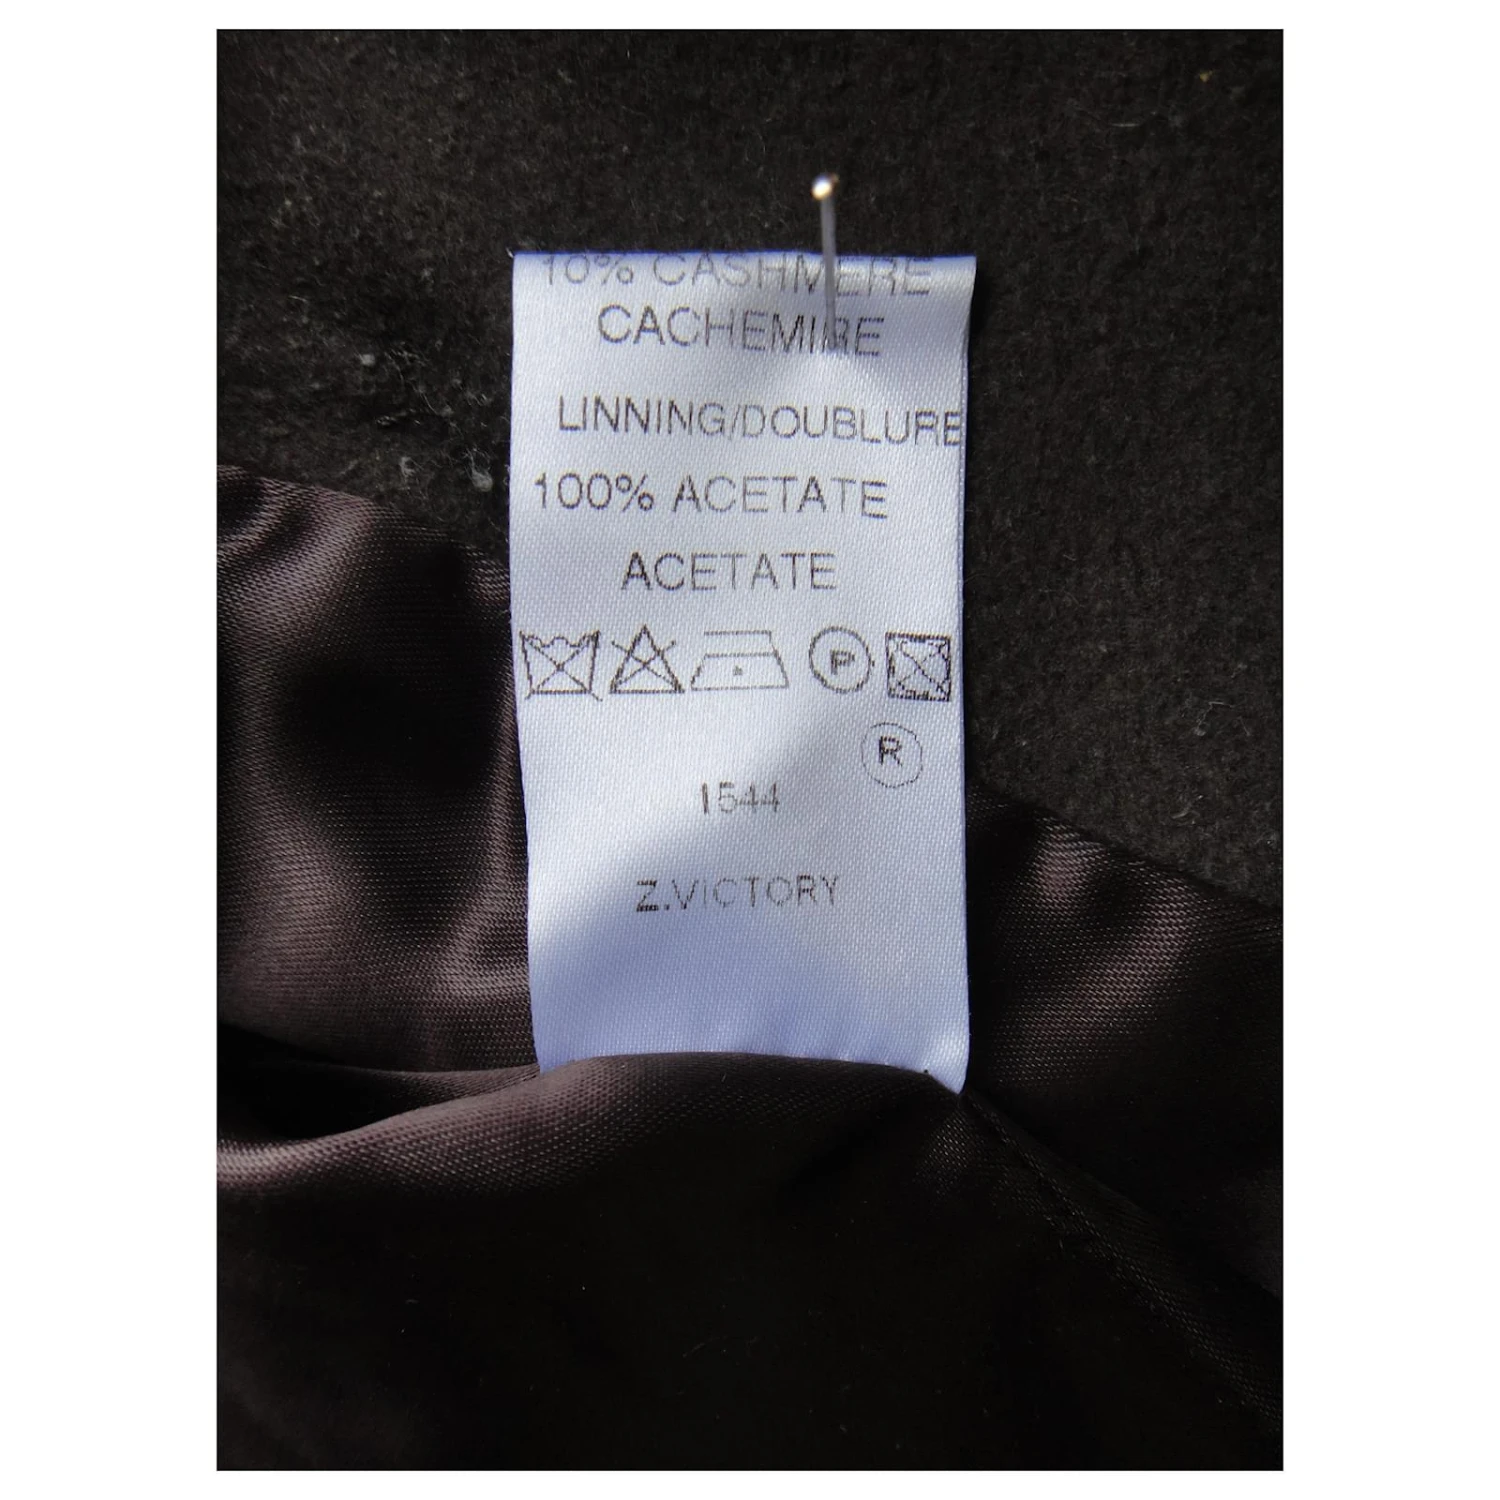 10% CASHMERE
CACHEMIRE
LINNING/DOUBLURE
100% ACETATE
ACETATE
P
R
1544
Z.VICTORY